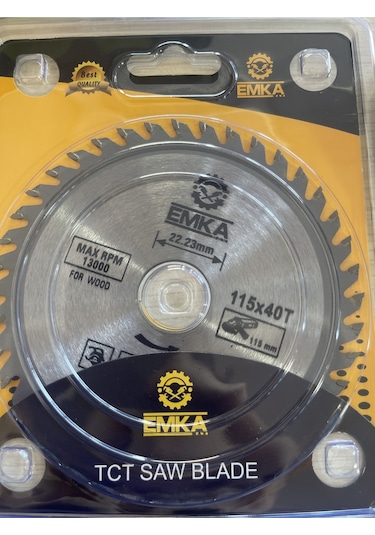 Best
QUALITY
EMKA
EMKA
22.23mm
MAX RPM
13000
FOR WOOD
115x40T
115 mm
EMKA
TCT SAW BLADE